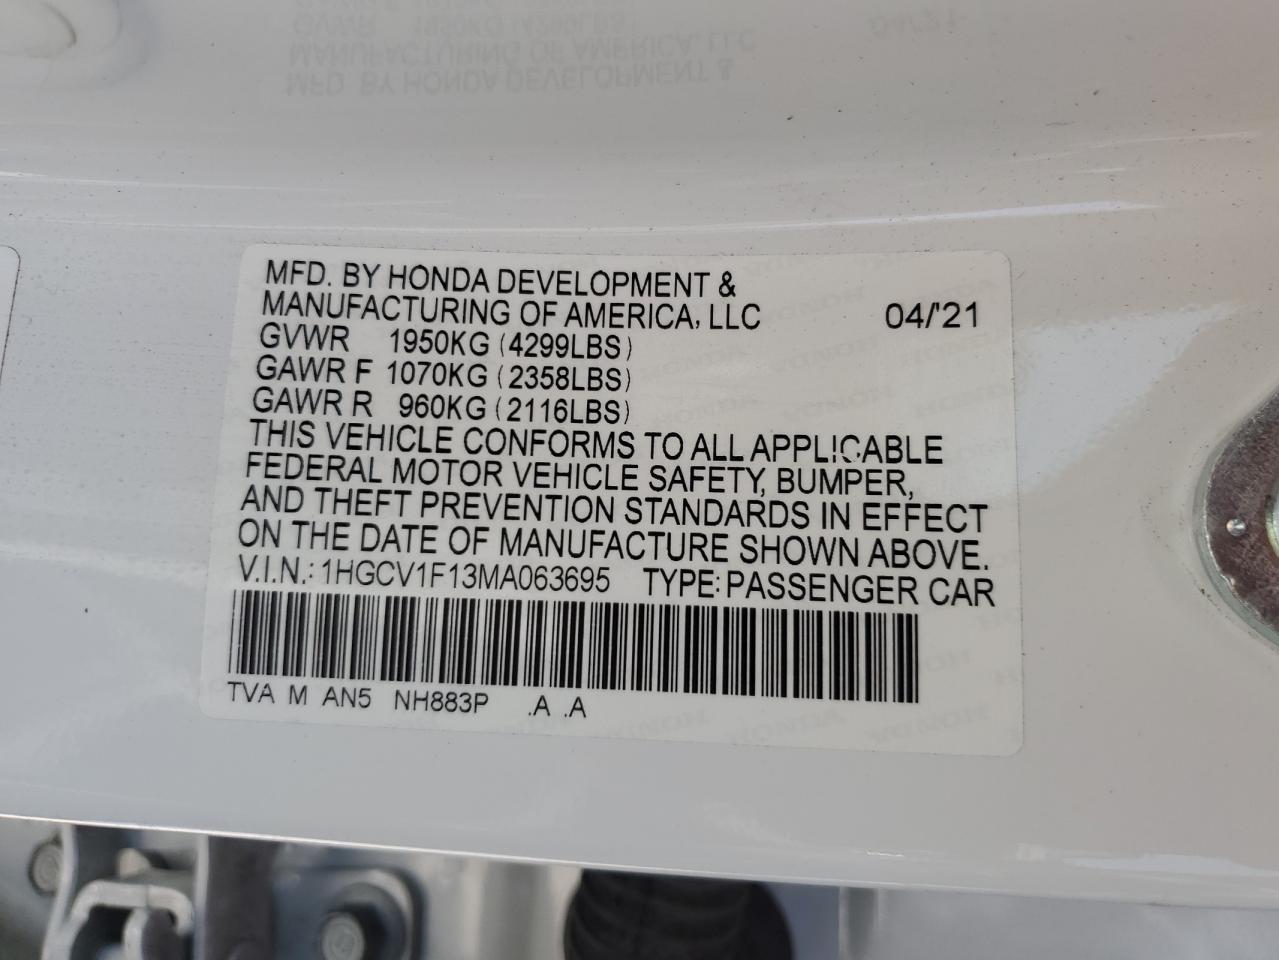 MFD. BY HONDA DEVELOPMENT &
MANUFACTURING OF AMERICA, LLC 04/'21
GVWR 1950KG (4299LBS)
GAWR F 1070KG (2358LBS)
GAWR R 960KG (2116LBS)
THIS VEHICLE CONFORMS TO ALL APPLICABLE
FEDERAL MOTOR VEHICLE SAFETY, BUMPER,
AND THEFT PREVENTION STANDARDS IN EFFECT
ON THE DATE OF MANUFACTURE SHOWN ABOVE.
V.I.N.: 1HGCV1F13MA063695 TYPE: PASSENGER CAR
TVA M AN5 NH883P .A .A